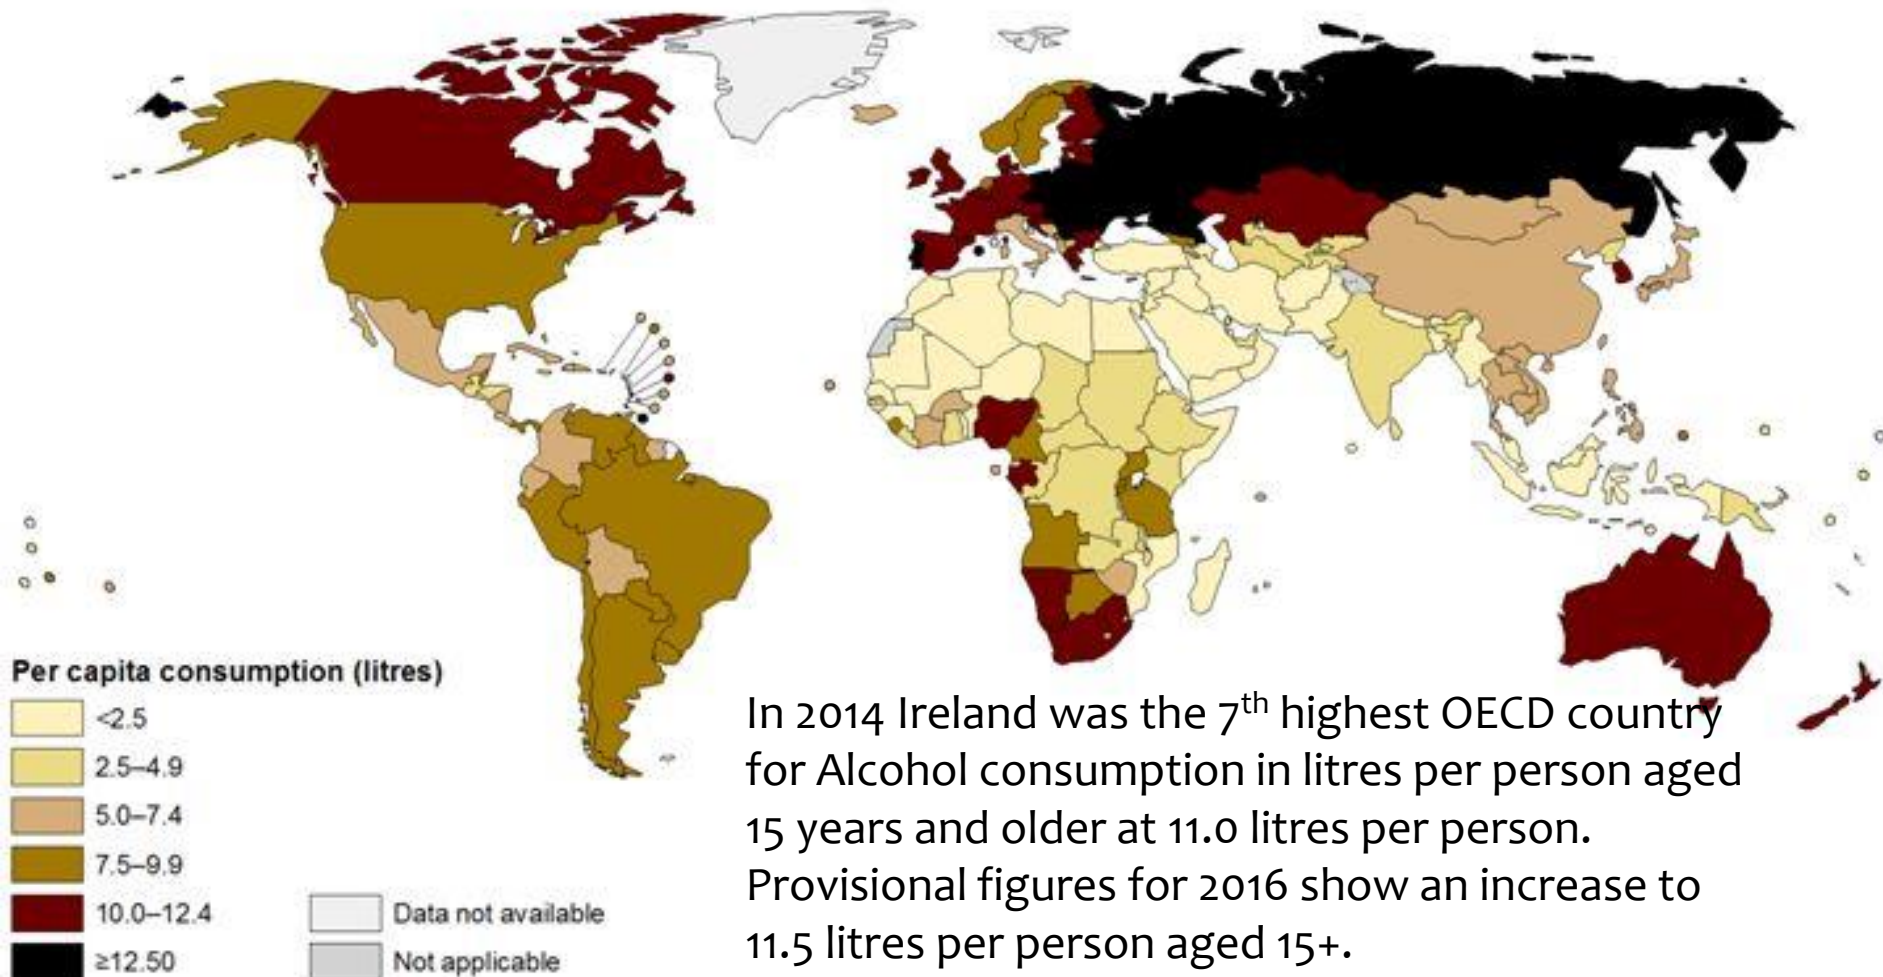 Per capita consumption (litres)
<2.5
2.5–4.9
5.0–7.4
7.5–9.9
10.0–12.4
≥12.50
Data not available
Not applicable
In 2014 Ireland was the 7th highest OECD country
for Alcohol consumption in litres per person aged
15 years and older at 11.0 litres per person.
Provisional figures for 2016 show an increase to
11.5 litres per person aged 15+.